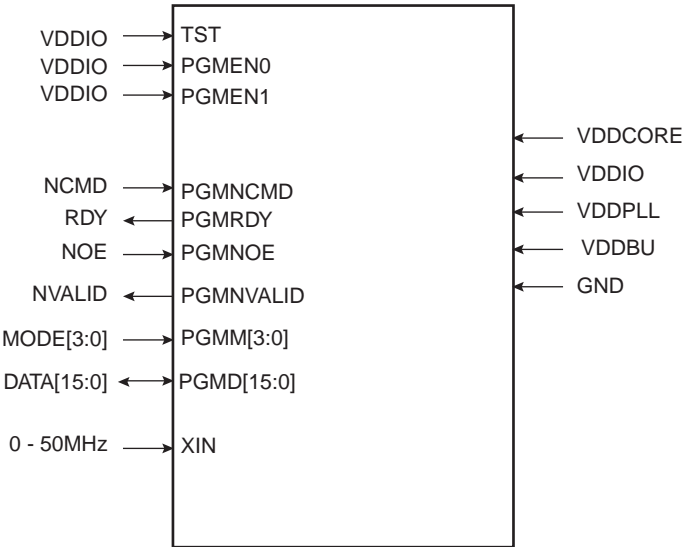 VDDIO TST
VDDIO PGMEN0
VDDIO PGMEN1
VDDCORE
VDDIO
NCMD PGMNCMD
VDDPLL
RDY PGMRDY
VDDBU
NOE PGMNOE
GND
NVALID PGMNVALID
MODE[3:0] PGMM[3:0]
DATA[15:0] PGMD[15:0]
0 - 50MHz XIN